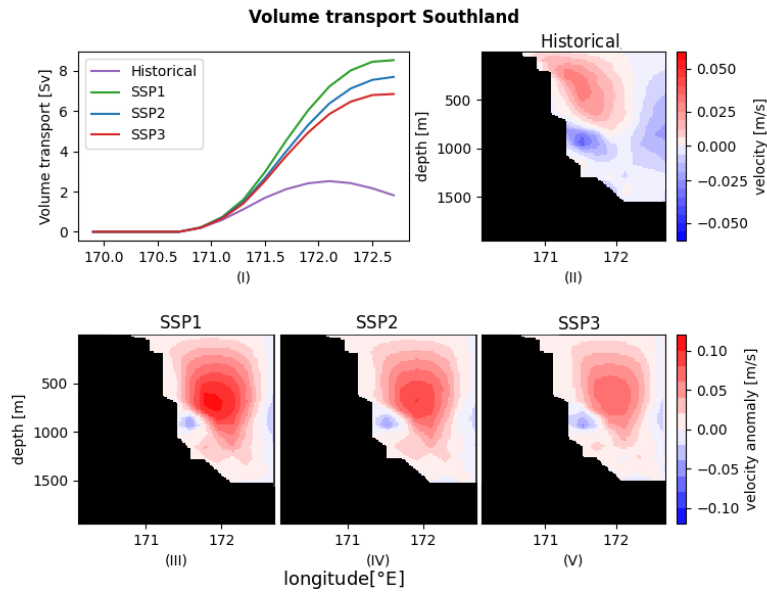 Volume transport Southland
Volume transport [Sv]
8
6
4
2
0
Historical
SSP1
SSP2
SSP3
170.0 170.5 171.0 171.5 172.0 172.5
(I)
Historical
depth [m]
500
1000
1500
171 172
(II)
0.050
0.025
0.000
−0.025
−0.050
velocity [m/s]
SSP1
depth [m]
500
1000
1500
171 172
(III)
SSP2
171 172
(IV)
SSP3
171 172
(V)
0.10
0.05
0.00
−0.05
−0.10
velocity anomaly [m/s]
longitude[°E]